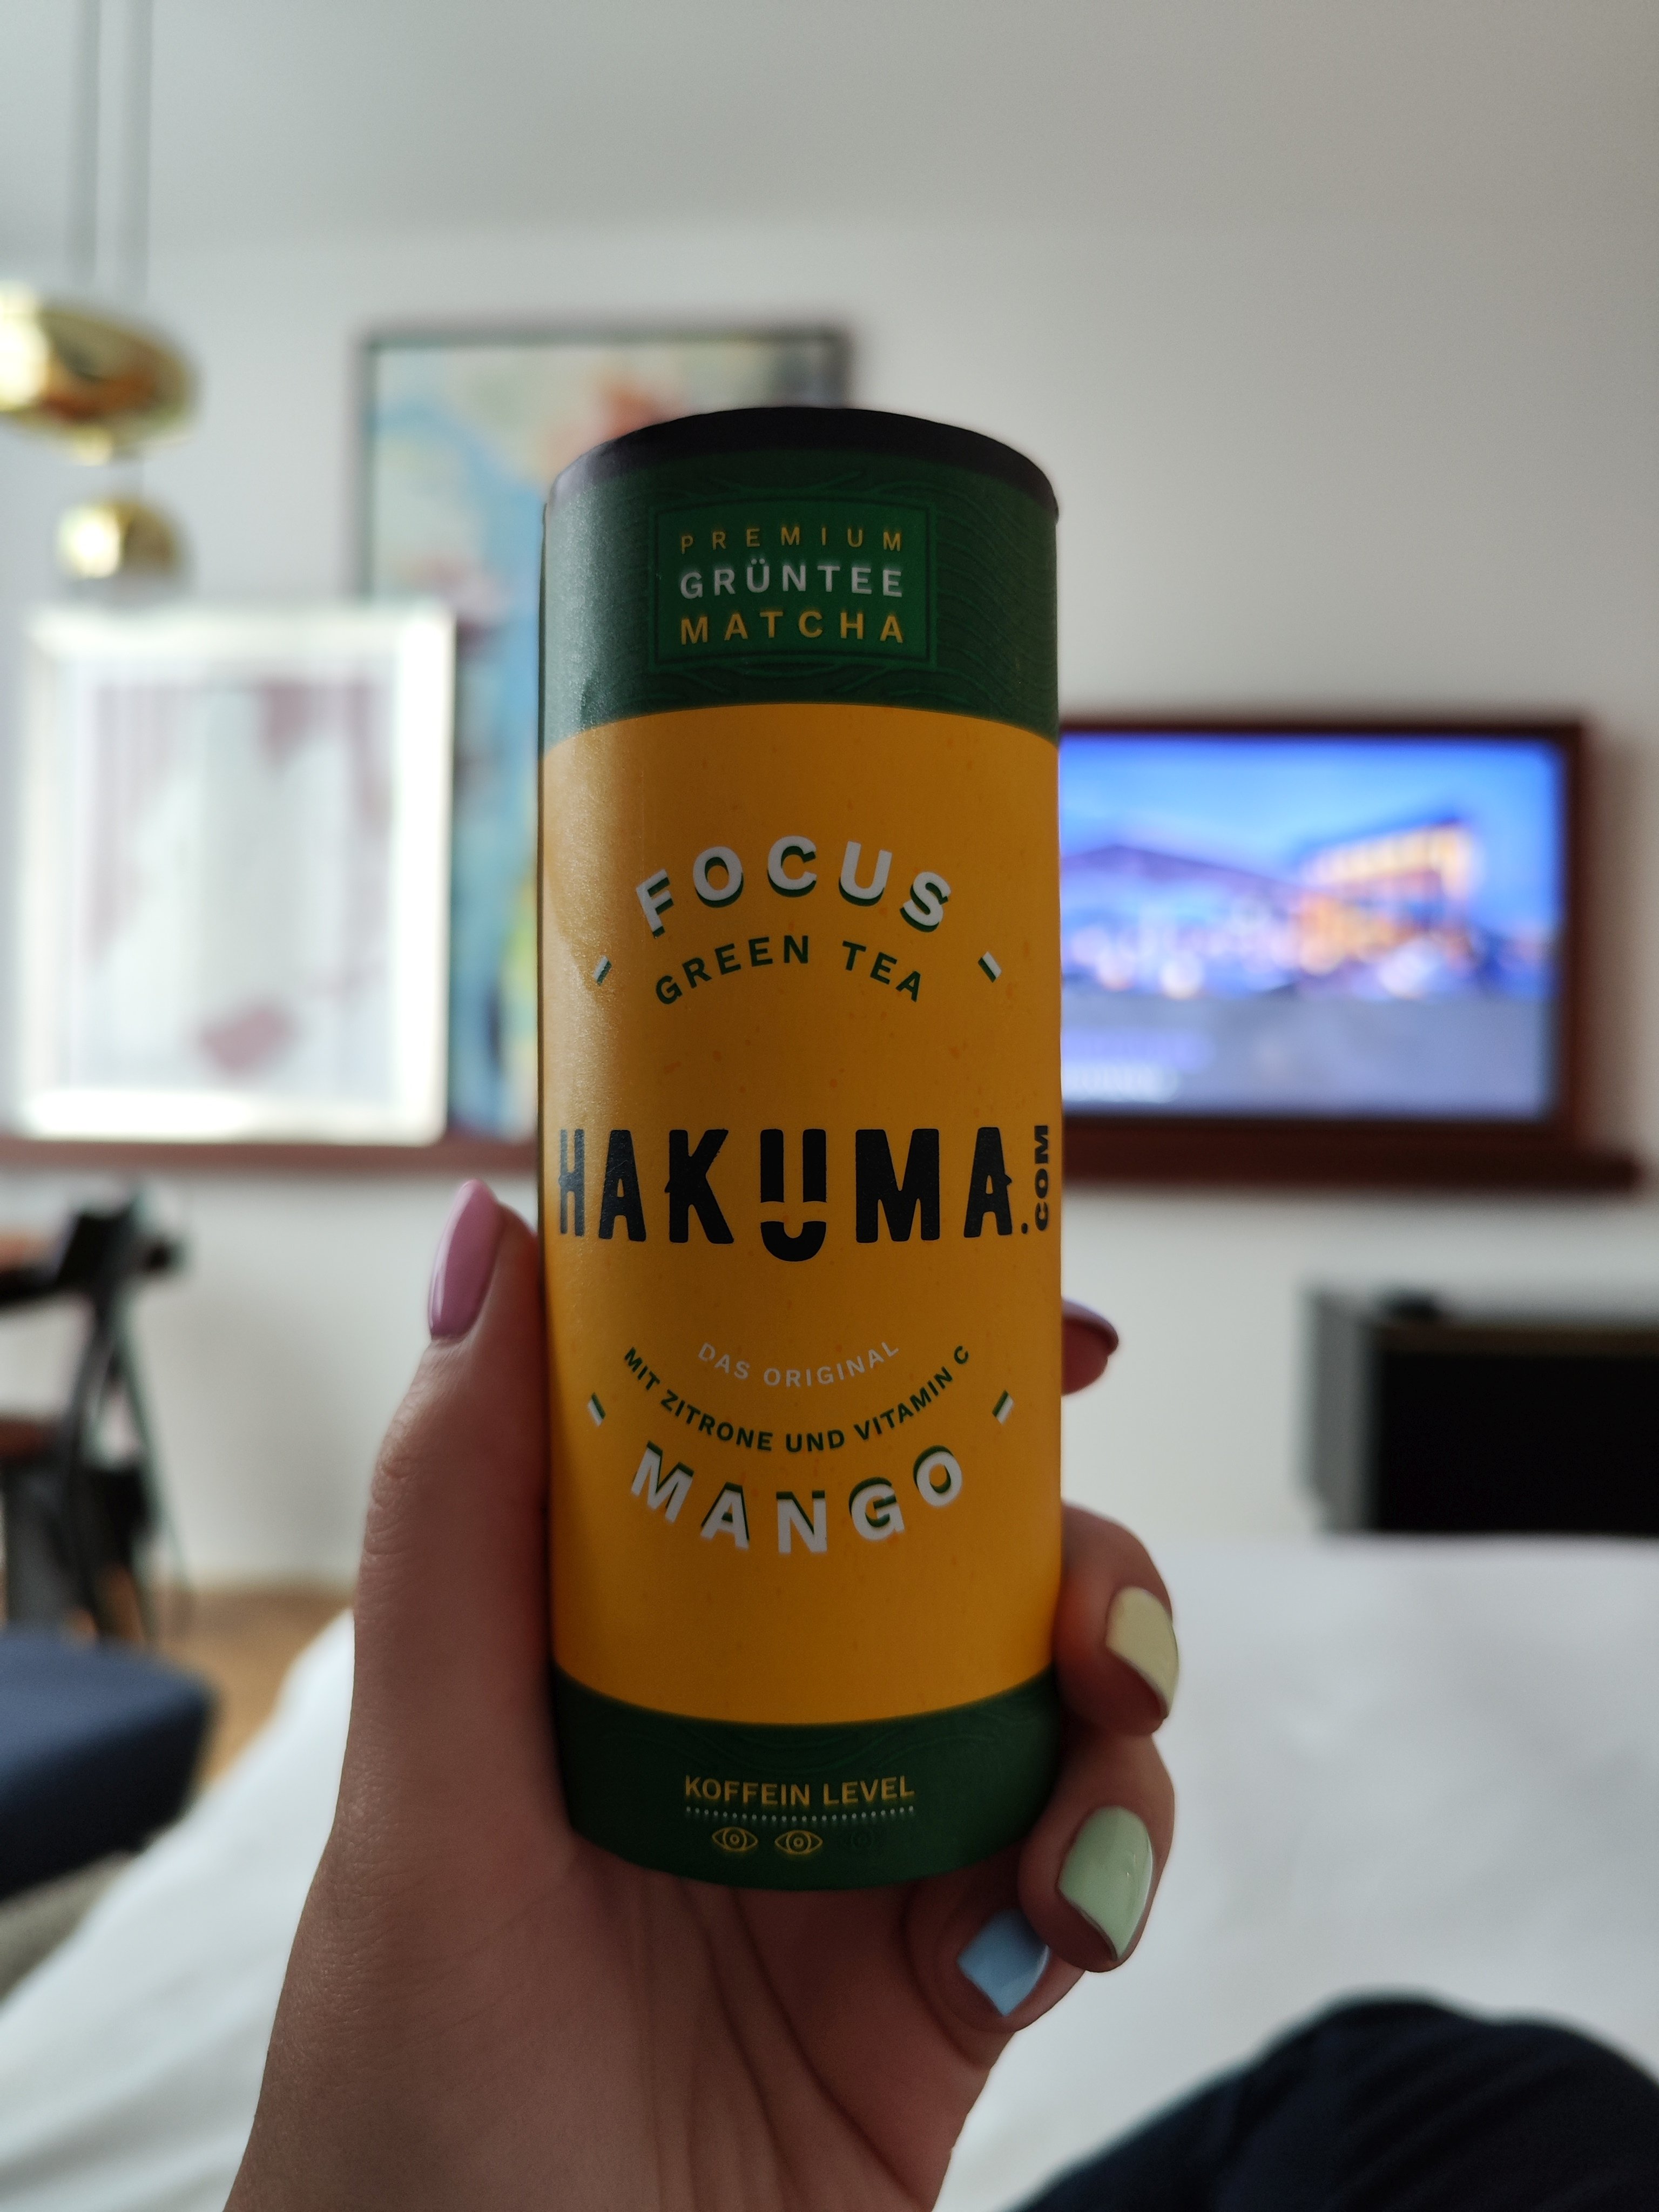 PREMIUM
GRÜNTEE
MATCHA
FOCUS
GREEN TEA
HAKUMA.COM
DAS ORIGINAL
MIT ZITRONE UND VITAMIN C
MANGO
KOFFEIN LEVEL